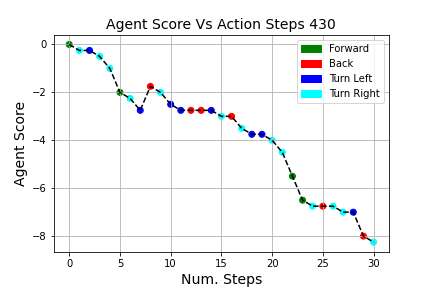 Agent Score Vs Action Steps 430
Forward
Back
Turn Left
Turn Right
Agent Score
0
−2
−4
−6
−8
0 5 10 15 20 25 30
Num. Steps